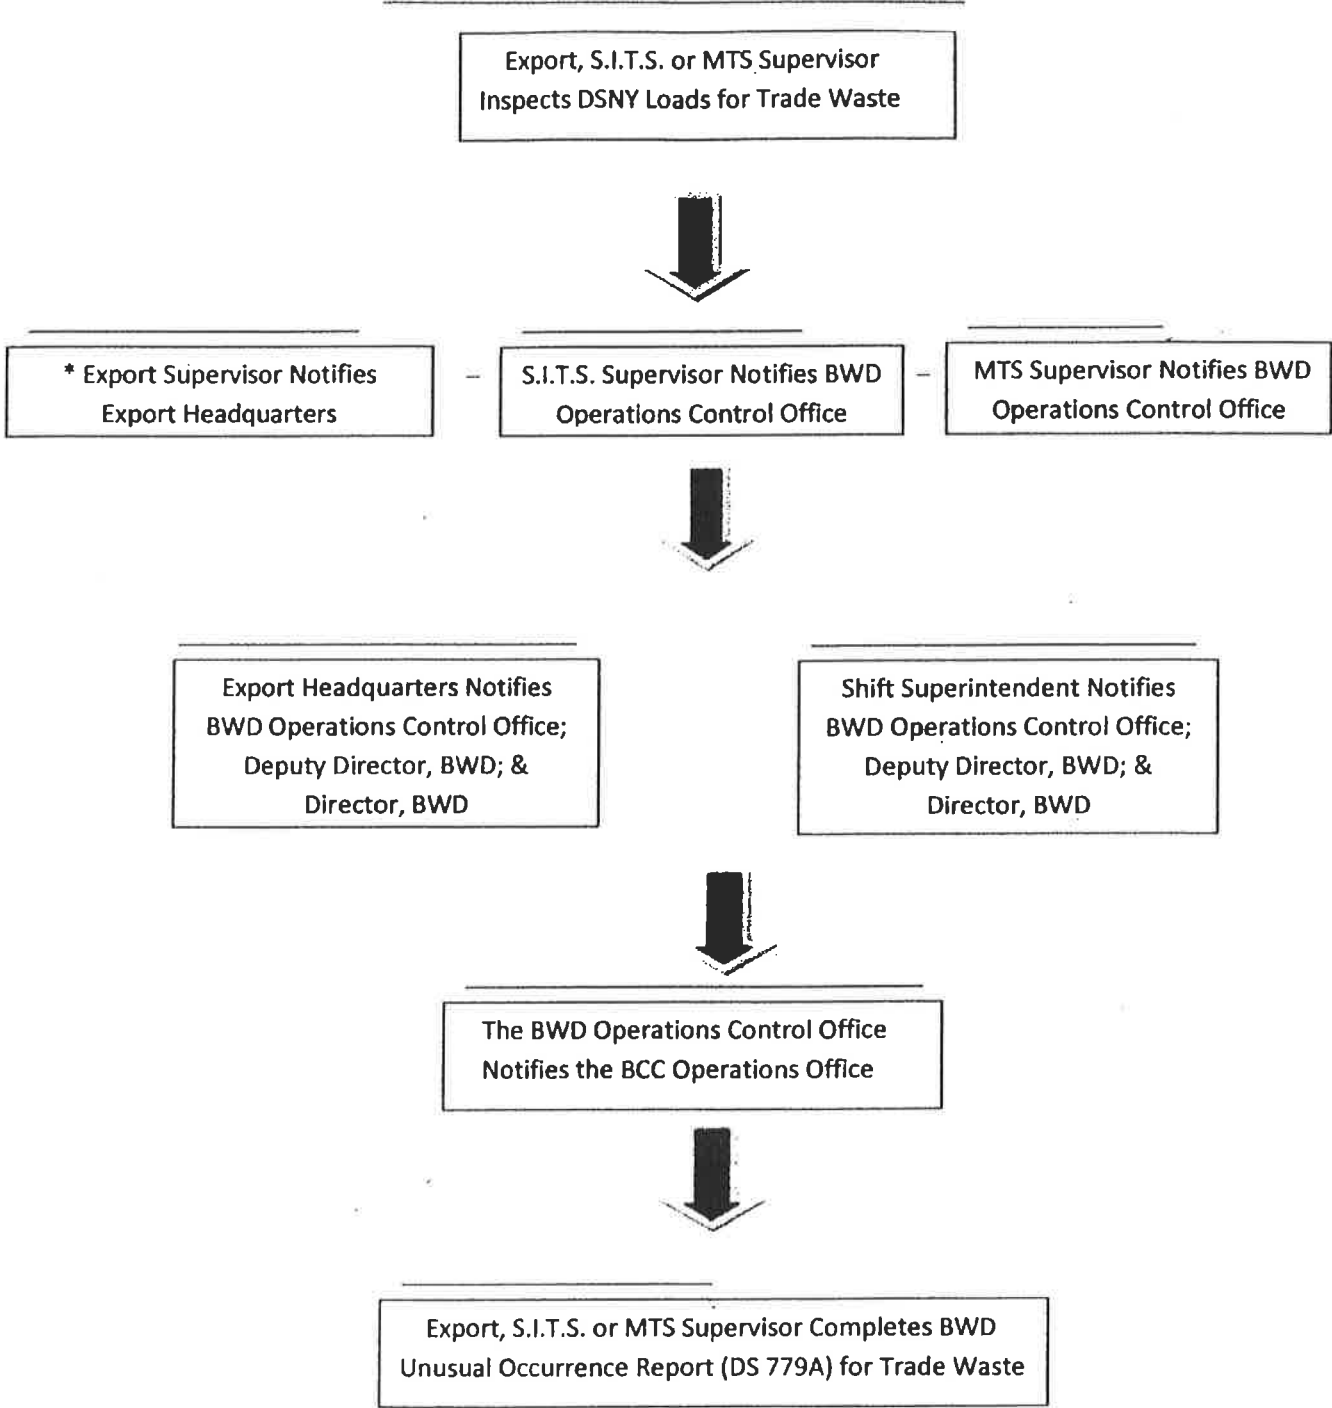 Export, S.I.T.S. or MTS Supervisor
Inspects DSNY Loads for Trade Waste
* Export Supervisor Notifies
Export Headquarters
–
S.I.T.S. Supervisor Notifies BWD
Operations Control Office
–
MTS Supervisor Notifies BWD
Operations Control Office
Export Headquarters Notifies
BWD Operations Control Office;
Deputy Director, BWD; &
Director, BWD
Shift Superintendent Notifies
BWD Operations Control Office;
Deputy Director, BWD; &
Director, BWD
The BWD Operations Control Office
Notifies the BCC Operations Office
Export, S.I.T.S. or MTS Supervisor Completes BWD
Unusual Occurrence Report (DS 779A) for Trade Waste